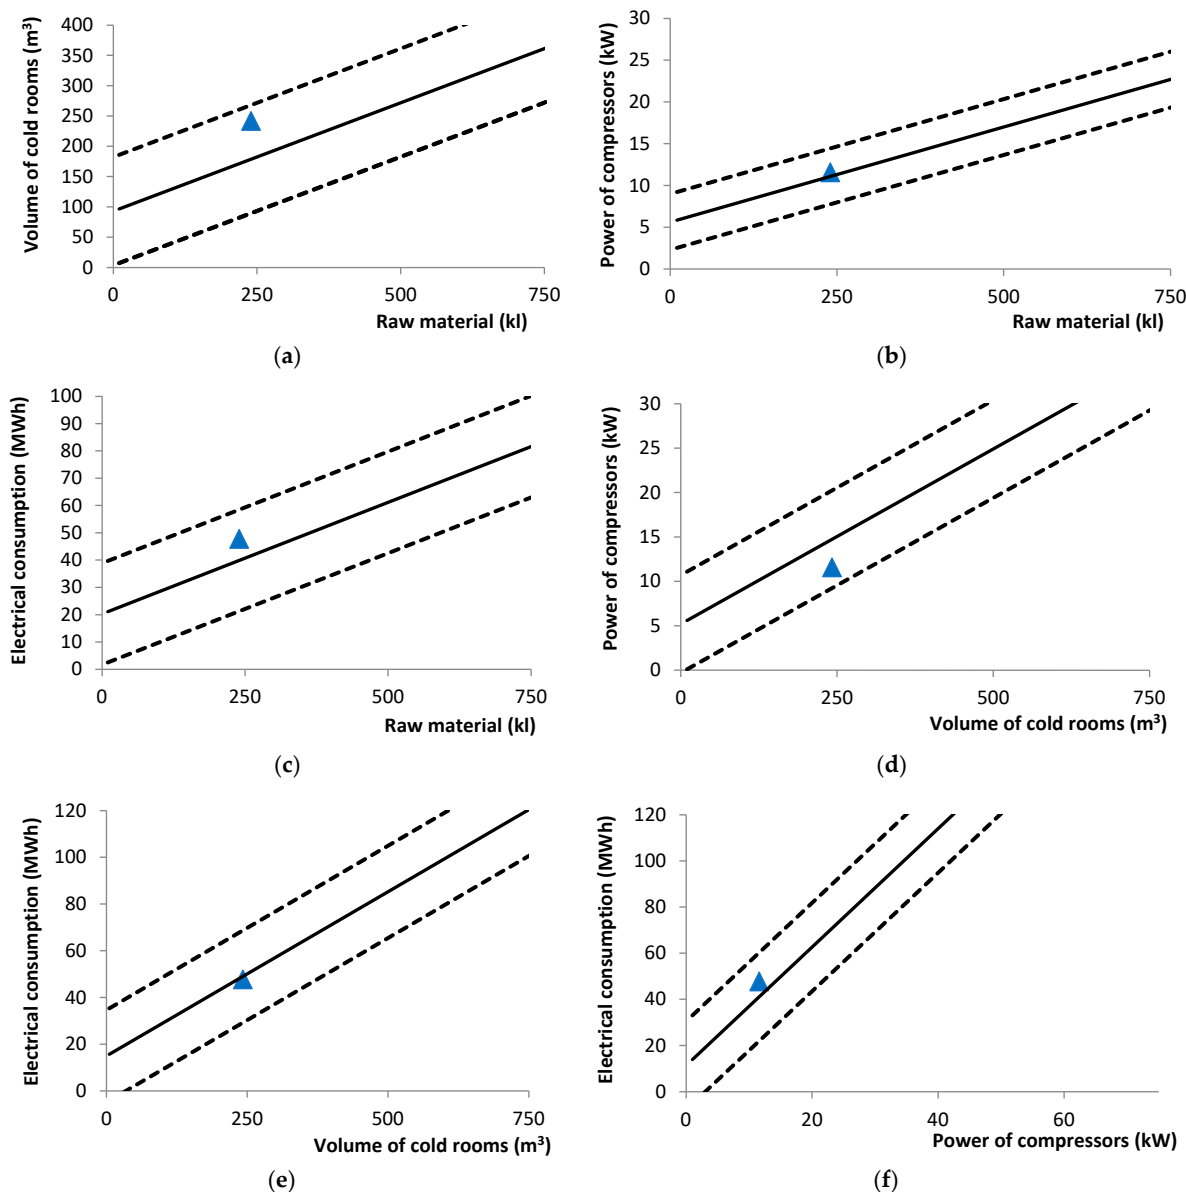 Volume of cold rooms (m³)
400
350
300
250
200
150
100
50
0
0 250 500 750
Raw material (kl)
(a)
Power of compressors (kW)
30
25
20
15
10
5
0
0 250 500 750
Raw material (kl)
(b)
Electrical consumption (MWh)
100
90
80
70
60
50
40
30
20
10
0
0 250 500 750
Raw material (kl)
(c)
Power of compressors (kW)
30
25
20
15
10
5
0
0 250 500 750
Volume of cold rooms (m³)
(d)
Electrical consumption (MWh)
120
100
80
60
40
20
0
0 250 500 750
Volume of cold rooms (m³)
(e)
Electrical consumption (MWh)
120
100
80
60
40
20
0
0 20 40 60
Power of compressors (kW)
(f)